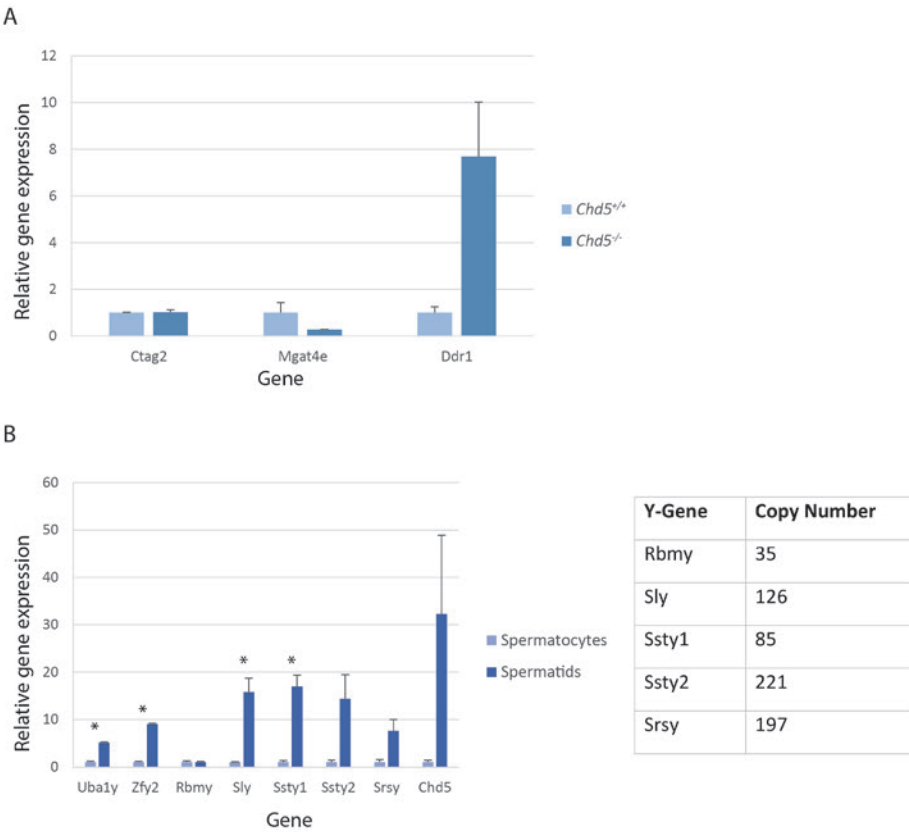 A
12
10
8
6
4
2
0
Relative gene expression
Ctag2 Mgat4e Ddr1
Gene
Chd5+/+
Chd5-/-
B
60
50
40
30
20
10
0
Relative gene expression
* * * *
Uba1y Zfy2 Rbmy Sly Ssty1 Ssty2 Srsy Chd5
Gene
Spermatocytes
Spermatids
Y-Gene Copy Number
Rbmy 35
Sly 126
Ssty1 85
Ssty2 221
Srsy 197